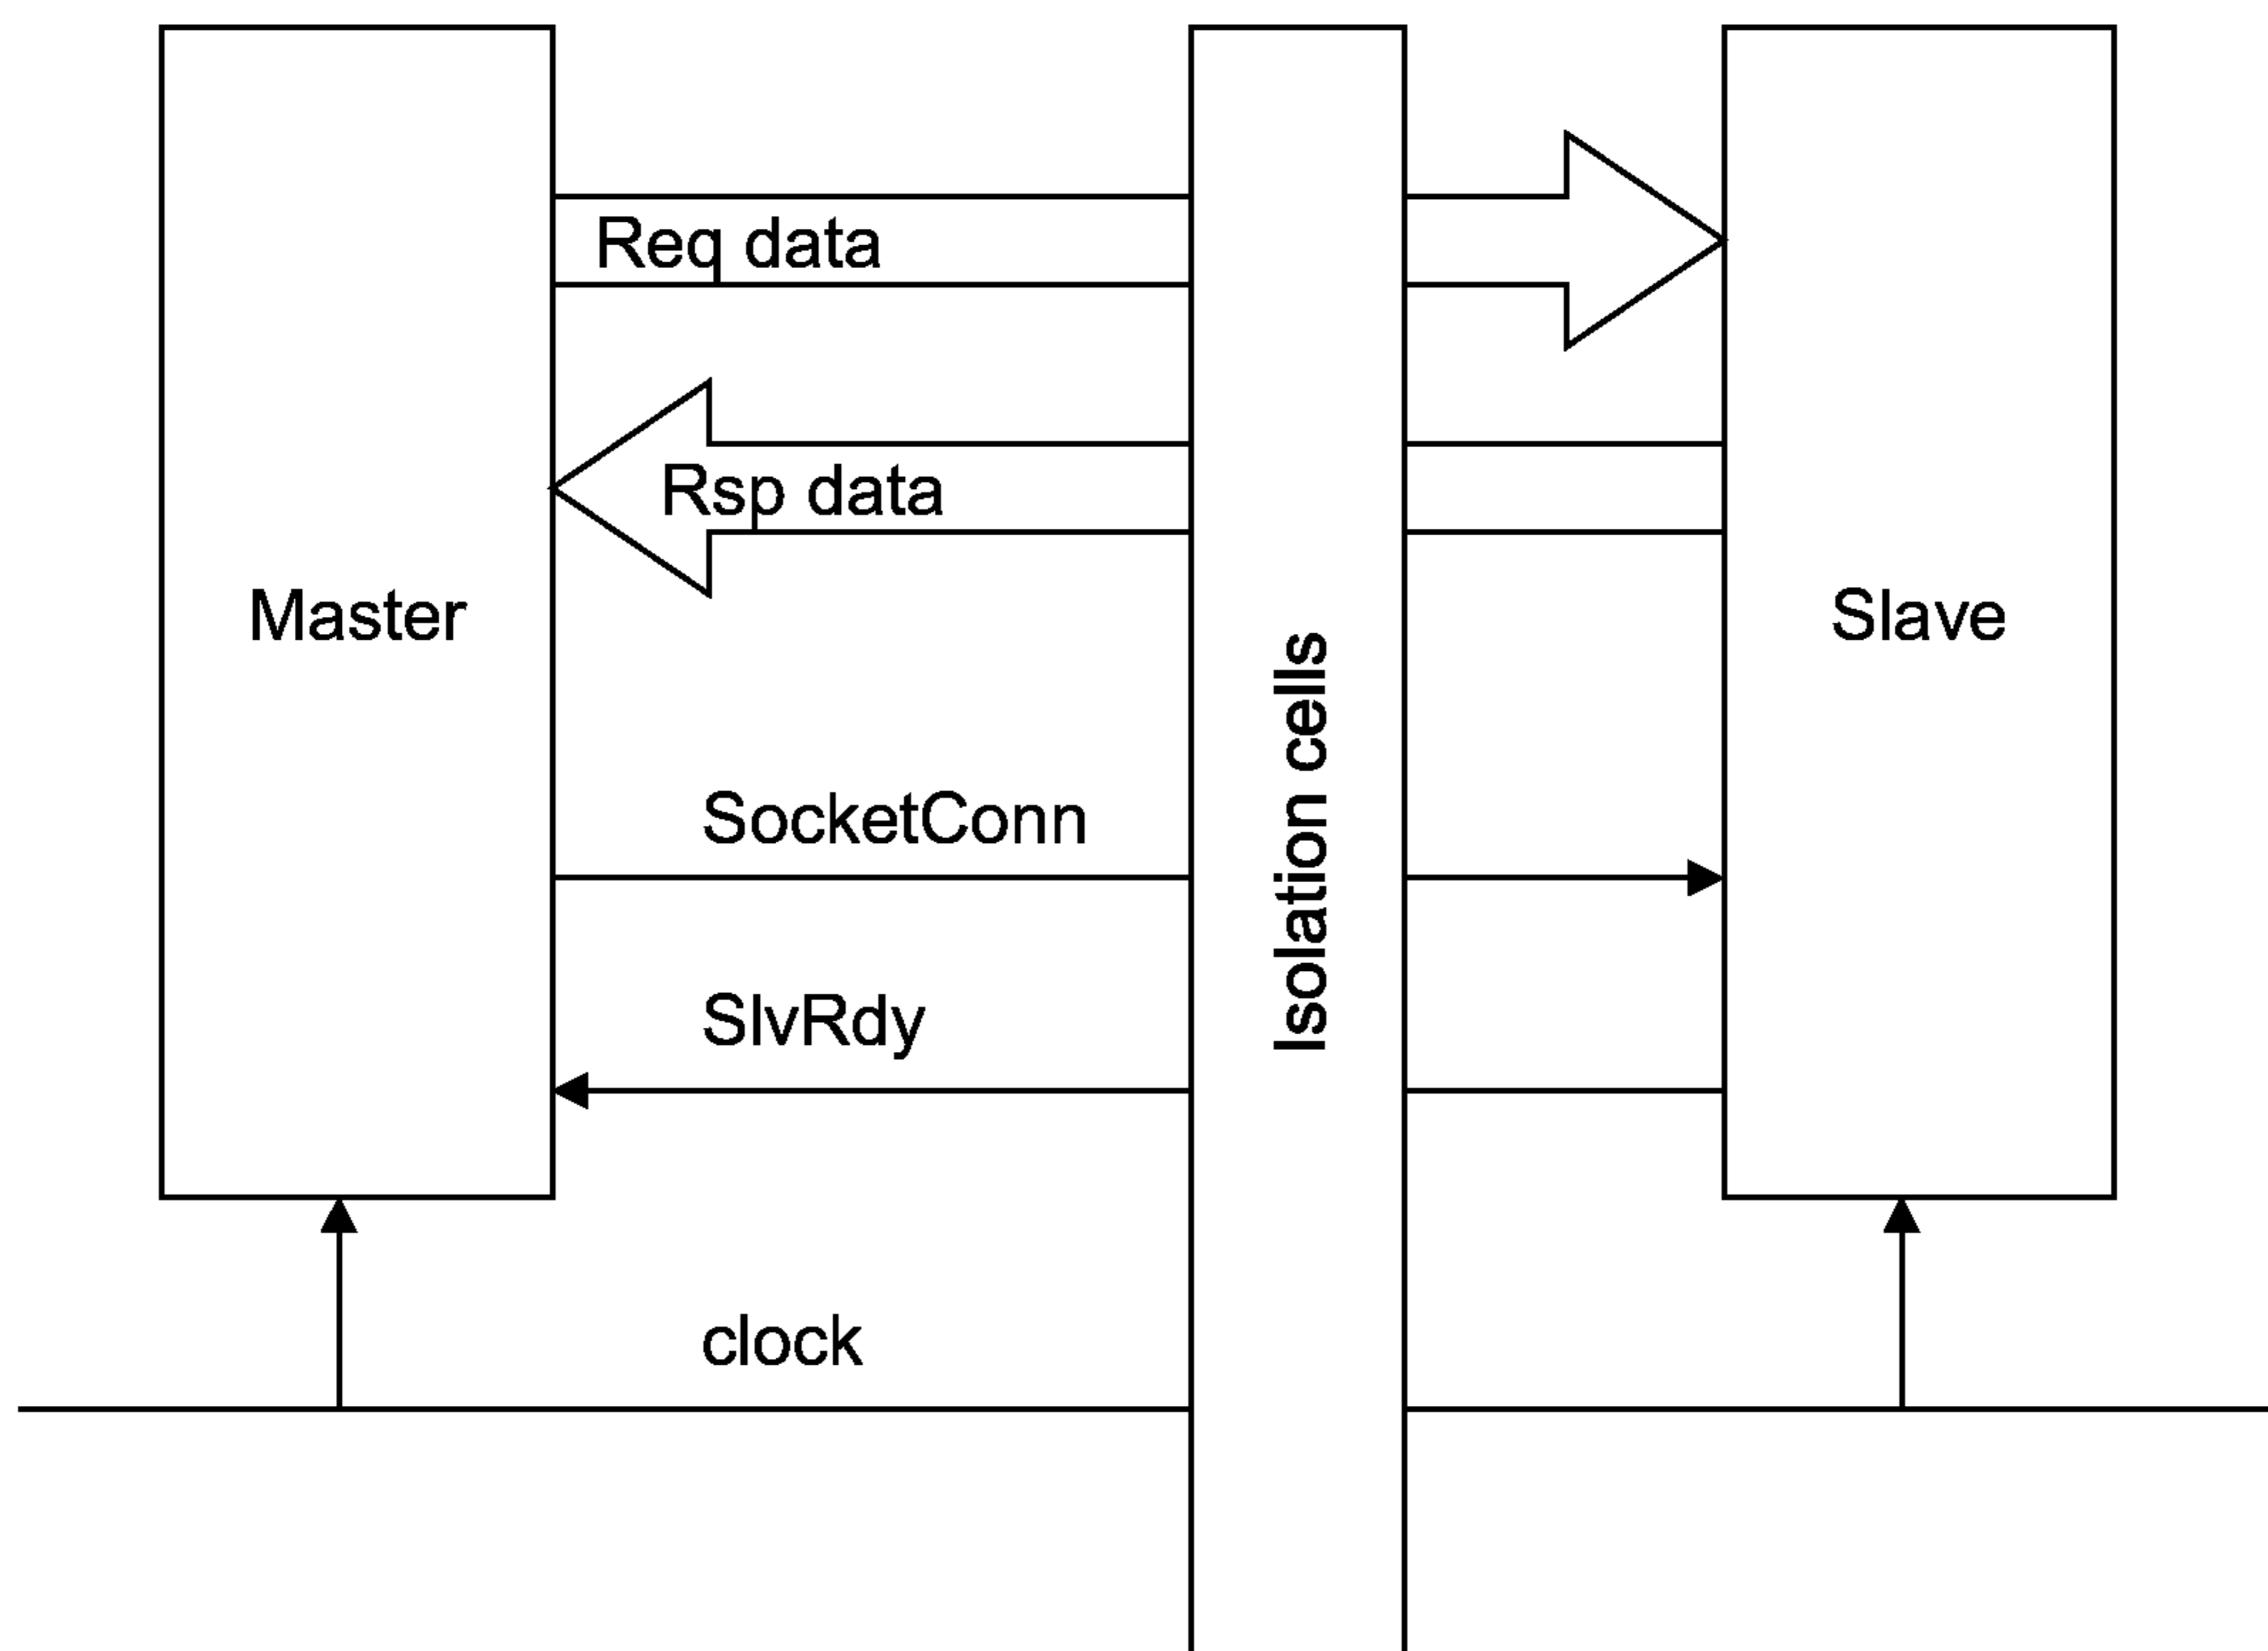 Req data
Rsp data
Master
Slave
Isolation cells
SocketConn
SlvRdy
clock